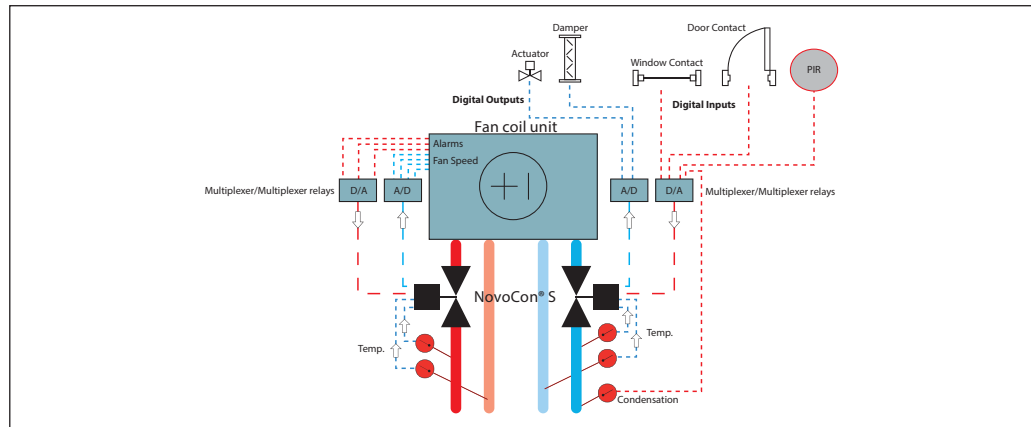 Damper
Door Contact
Actuator
Window Contact
PIR
Digital Outputs
Digital Inputs
Fan coil unit
Alarms
Fan Speed
Multiplexer/Multiplexer relays
D/A
A/D
A/D
D/A
Multiplexer/Multiplexer relays
NovoCon® S
Temp.
Temp.
Condensation